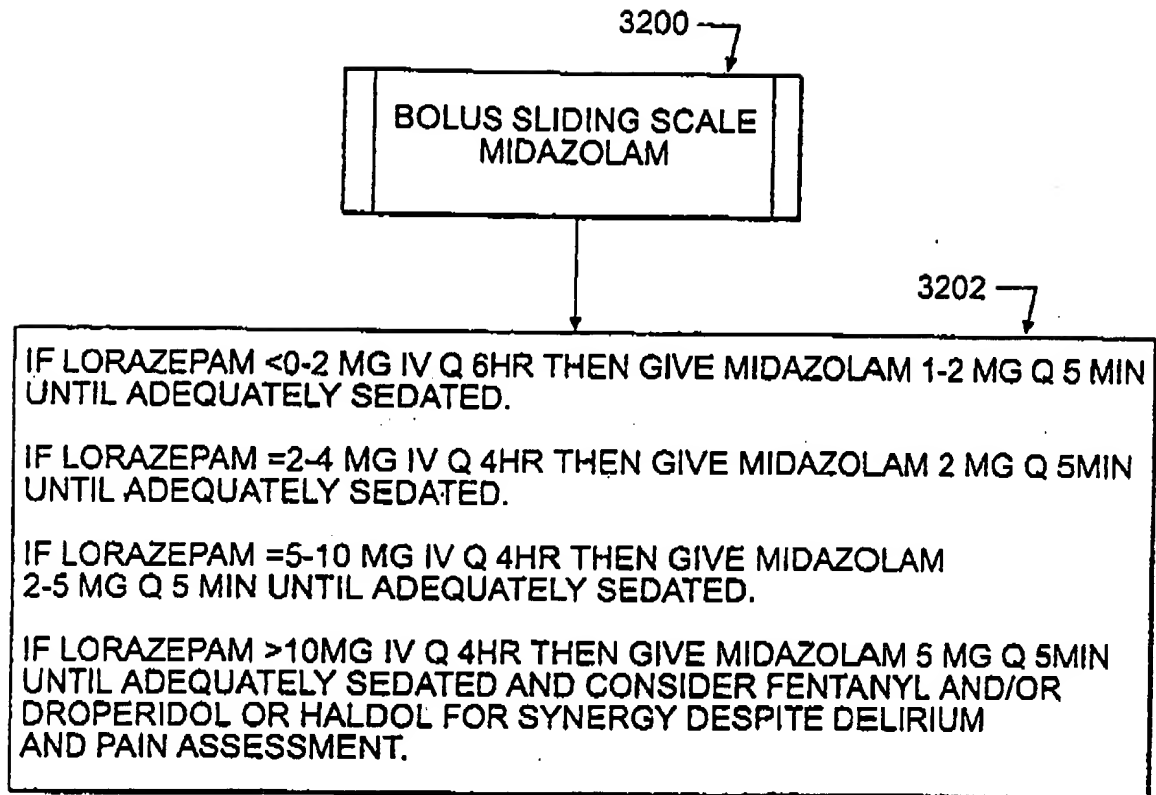 3200
BOLUS SLIDING SCALE
MIDAZOLAM
3202
IF LORAZEPAM <0-2 MG IV Q 6HR THEN GIVE MIDAZOLAM 1-2 MG Q 5 MIN
UNTIL ADEQUATELY SEDATED.
IF LORAZEPAM =2-4 MG IV Q 4HR THEN GIVE MIDAZOLAM 2 MG Q 5MIN
UNTIL ADEQUATELY SEDATED.
IF LORAZEPAM =5-10 MG IV Q 4HR THEN GIVE MIDAZOLAM
2-5 MG Q 5 MIN UNTIL ADEQUATELY SEDATED.
IF LORAZEPAM >10MG IV Q 4HR THEN GIVE MIDAZOLAM 5 MG Q 5MIN
UNTIL ADEQUATELY SEDATED AND CONSIDER FENTANYL AND/OR
DROPERIDOL OR HALDOL FOR SYNERGY DESPITE DELIRIUM
AND PAIN ASSESSMENT.